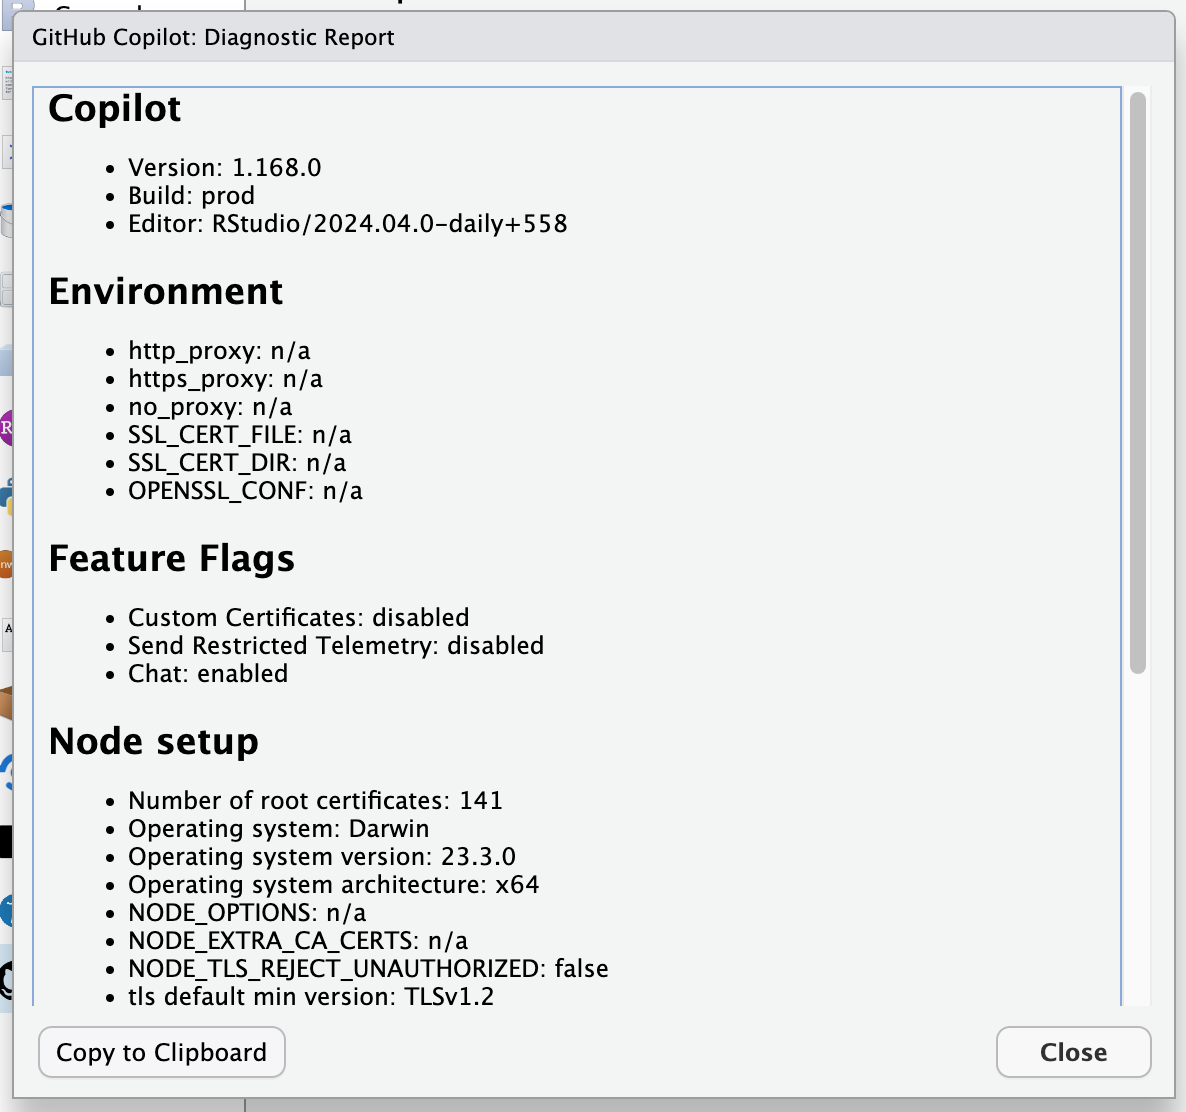 GitHub Copilot: Diagnostic Report
Copilot
• Version: 1.168.0
• Build: prod
• Editor: RStudio/2024.04.0-daily+558
Environment
• http_proxy: n/a
• https_proxy: n/a
• no_proxy: n/a
• SSL_CERT_FILE: n/a
• SSL_CERT_DIR: n/a
• OPENSSL_CONF: n/a
Feature Flags
• Custom Certificates: disabled
• Send Restricted Telemetry: disabled
• Chat: enabled
Node setup
• Number of root certificates: 141
• Operating system: Darwin
• Operating system version: 23.3.0
• Operating system architecture: x64
• NODE_OPTIONS: n/a
• NODE_EXTRA_CA_CERTS: n/a
• NODE_TLS_REJECT_UNAUTHORIZED: false
• tls default min version: TLSv1.2
Copy to Clipboard
Close